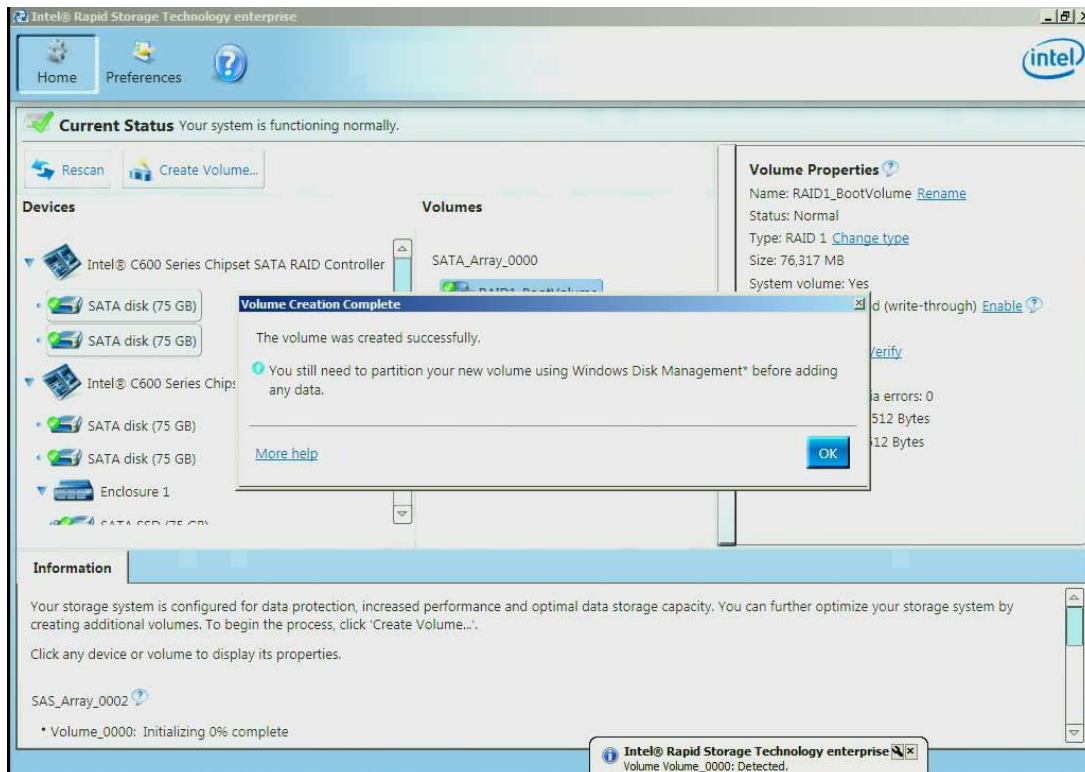 Intel® Rapid Storage Technology enterprise
Home
Preferences
intel
Current Status Your system is functioning normally.
Rescan
Create Volume...
Devices
Intel® C600 Series Chipset SATA RAID Controller
SATA disk (75 GB)
SATA disk (75 GB)
Intel® C600 Series Chips
SATA disk (75 GB)
SATA disk (75 GB)
Enclosure 1
SATA SSD (75 GB)
Volumes
SATA_Array_0000
RAID1_BootVolume
Volume Properties
Name: RAID1_BootVolume Rename
Status: Normal
Type: RAID 1 Change type
Size: 76,317 MB
System volume: Yes
d (write-through) Enable
Verify
ia errors: 0
512 Bytes
512 Bytes
Volume Creation Complete
The volume was created successfully.
You still need to partition your new volume using Windows Disk Management* before adding
any data.
More help
OK
Information
Your storage system is configured for data protection, increased performance and optimal data storage capacity. You can further optimize your storage system by
creating additional volumes. To begin the process, click 'Create Volume...'.
Click any device or volume to display its properties.
SAS_Array_0002
• Volume_0000: Initializing 0% complete
Intel® Rapid Storage Technology enterprise
Volume Volume_0000: Detected.